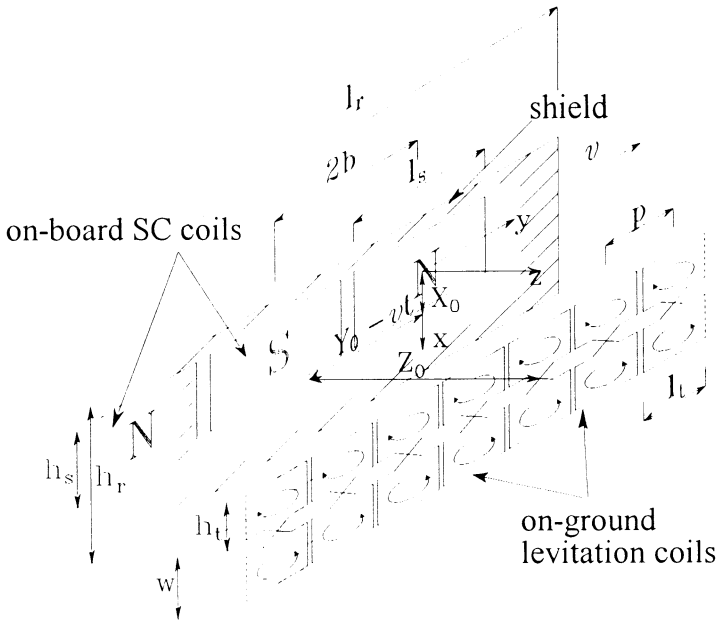 l_r
shield
2b
l_s
v
p
on-board SC coils
y
N
z
X_0
Y_0 - vt
x
S
Z_0
l_t
N
h_s
h_r
h_t
on-ground
levitation coils
w